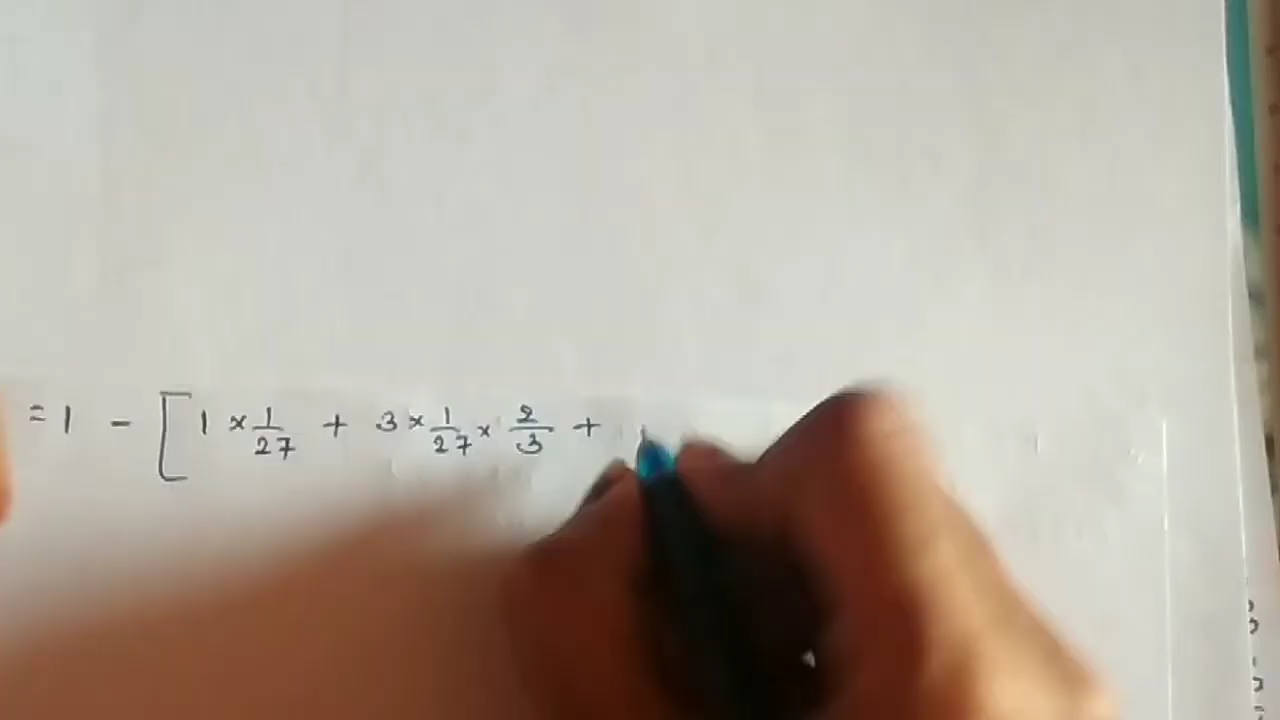 = 1 - [ 1 × 1/27 + 3 × 1/27 × 2/3 +